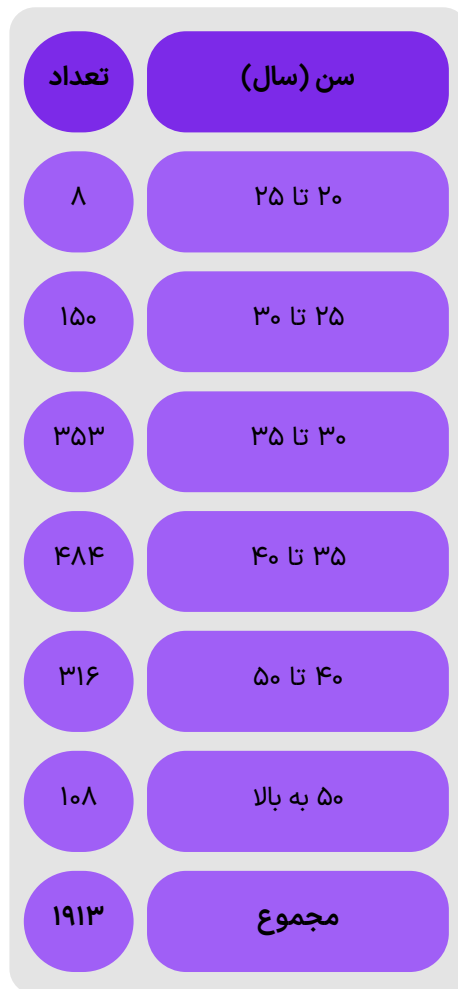 سن (سال) تعداد
۲۰ تا ۲۵ ۸
۲۵ تا ۳۰ ۱۵۰
۳۰ تا ۳۵ ۳۵۳
۳۵ تا ۴۰ ۴۸۴
۴۰ تا ۵۰ ۳۱۶
۵۰ به بالا ۱۰۸
مجموع ۱۹۱۳